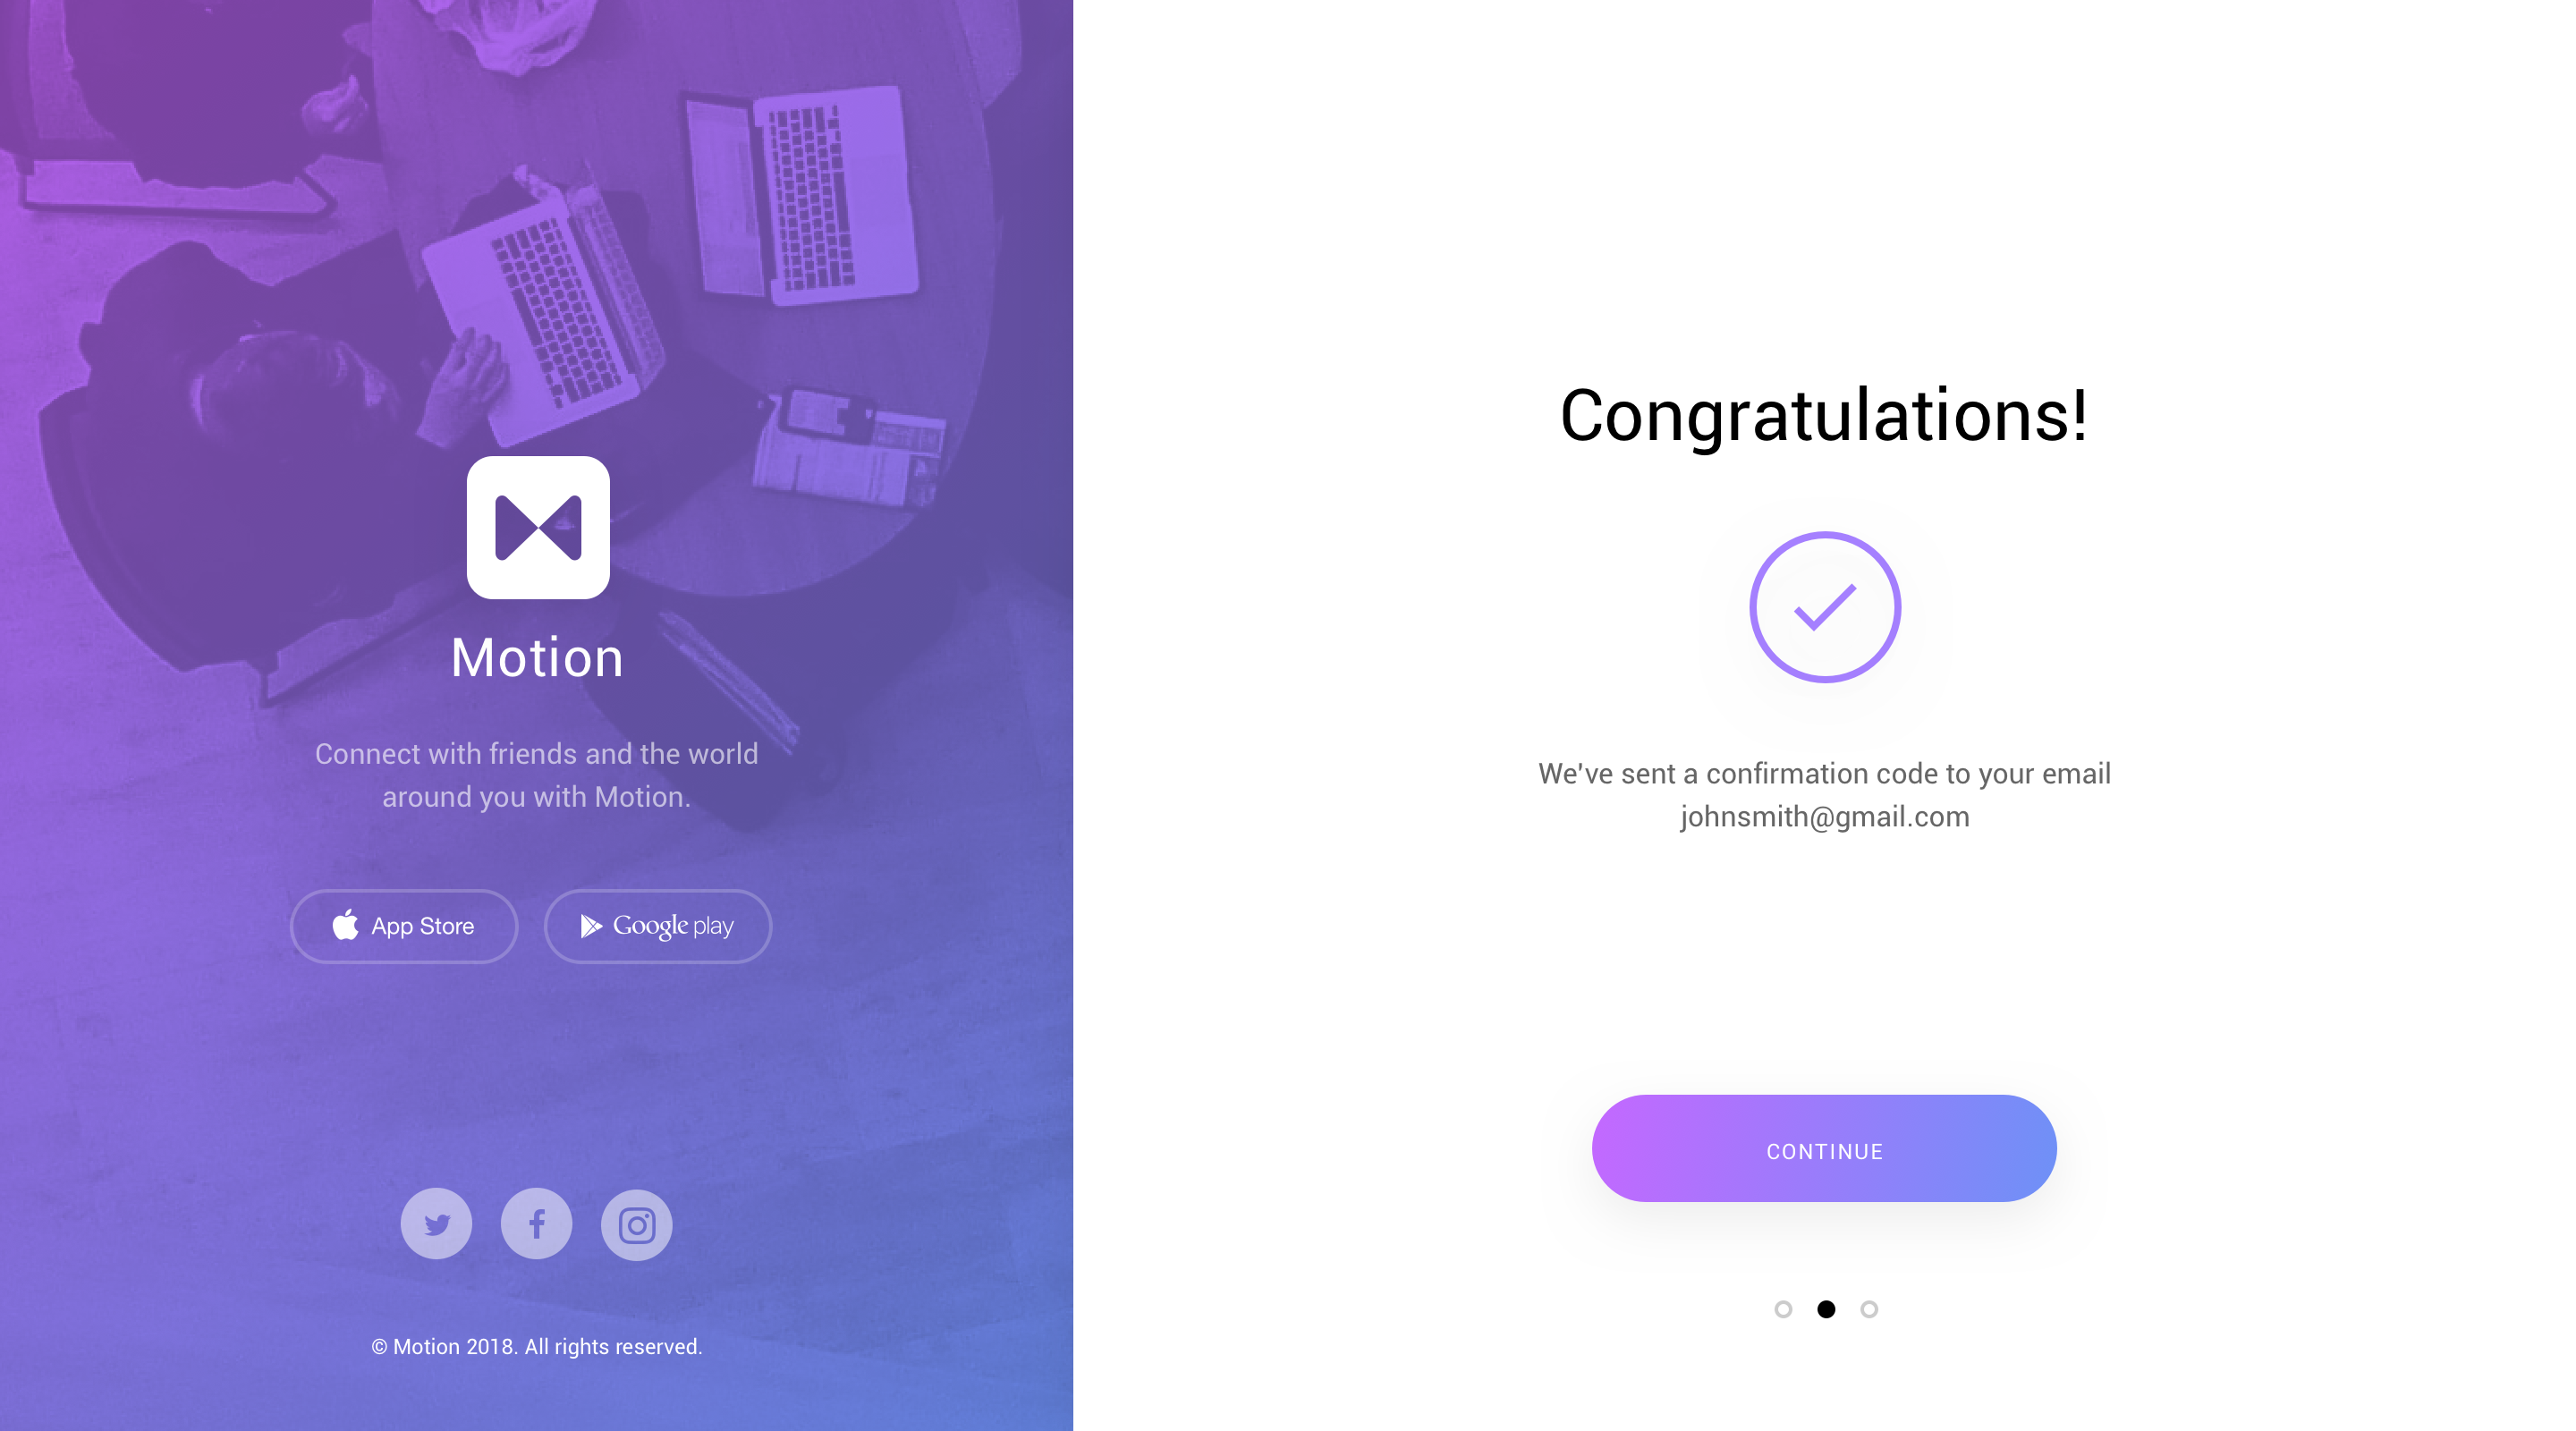 Motion
Connect with friends and the world
around you with Motion.
App Store
Google play
© Motion 2018. All rights reserved.
Congratulations!
We've sent a confirmation code to your email
johnsmith@gmail.com
CONTINUE